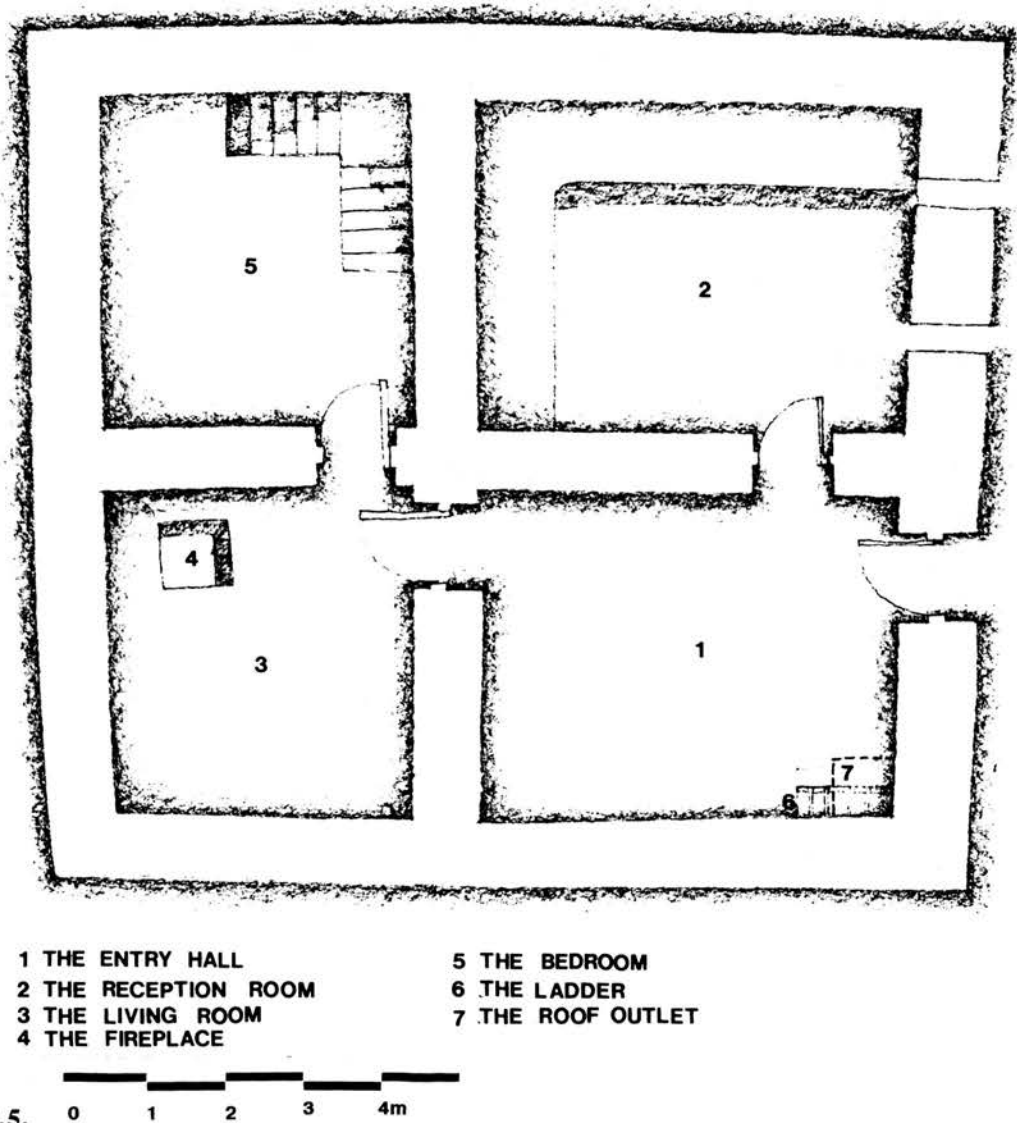 5
2
4
3
1
7
6
1 THE ENTRY HALL
2 THE RECEPTION ROOM
3 THE LIVING ROOM
4 THE FIREPLACE
5 THE BEDROOM
6 THE LADDER
7 THE ROOF OUTLET
0 1 2 3 4m
.5.